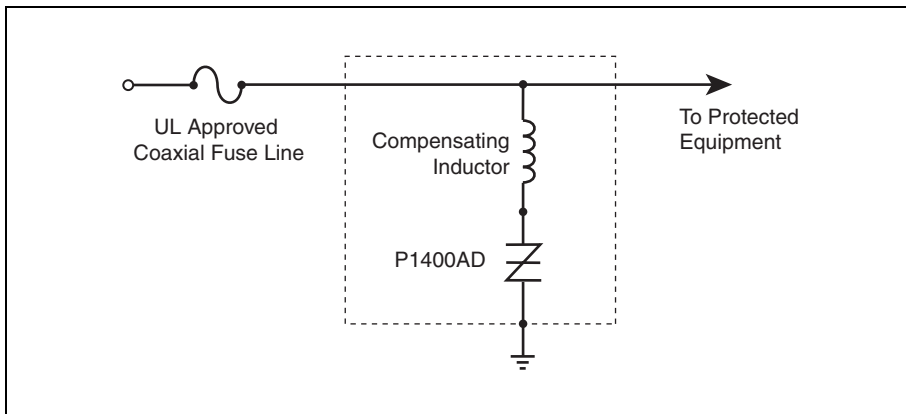 UL Approved
Coaxial Fuse Line
Compensating
Inductor
To Protected
Equipment
P1400AD